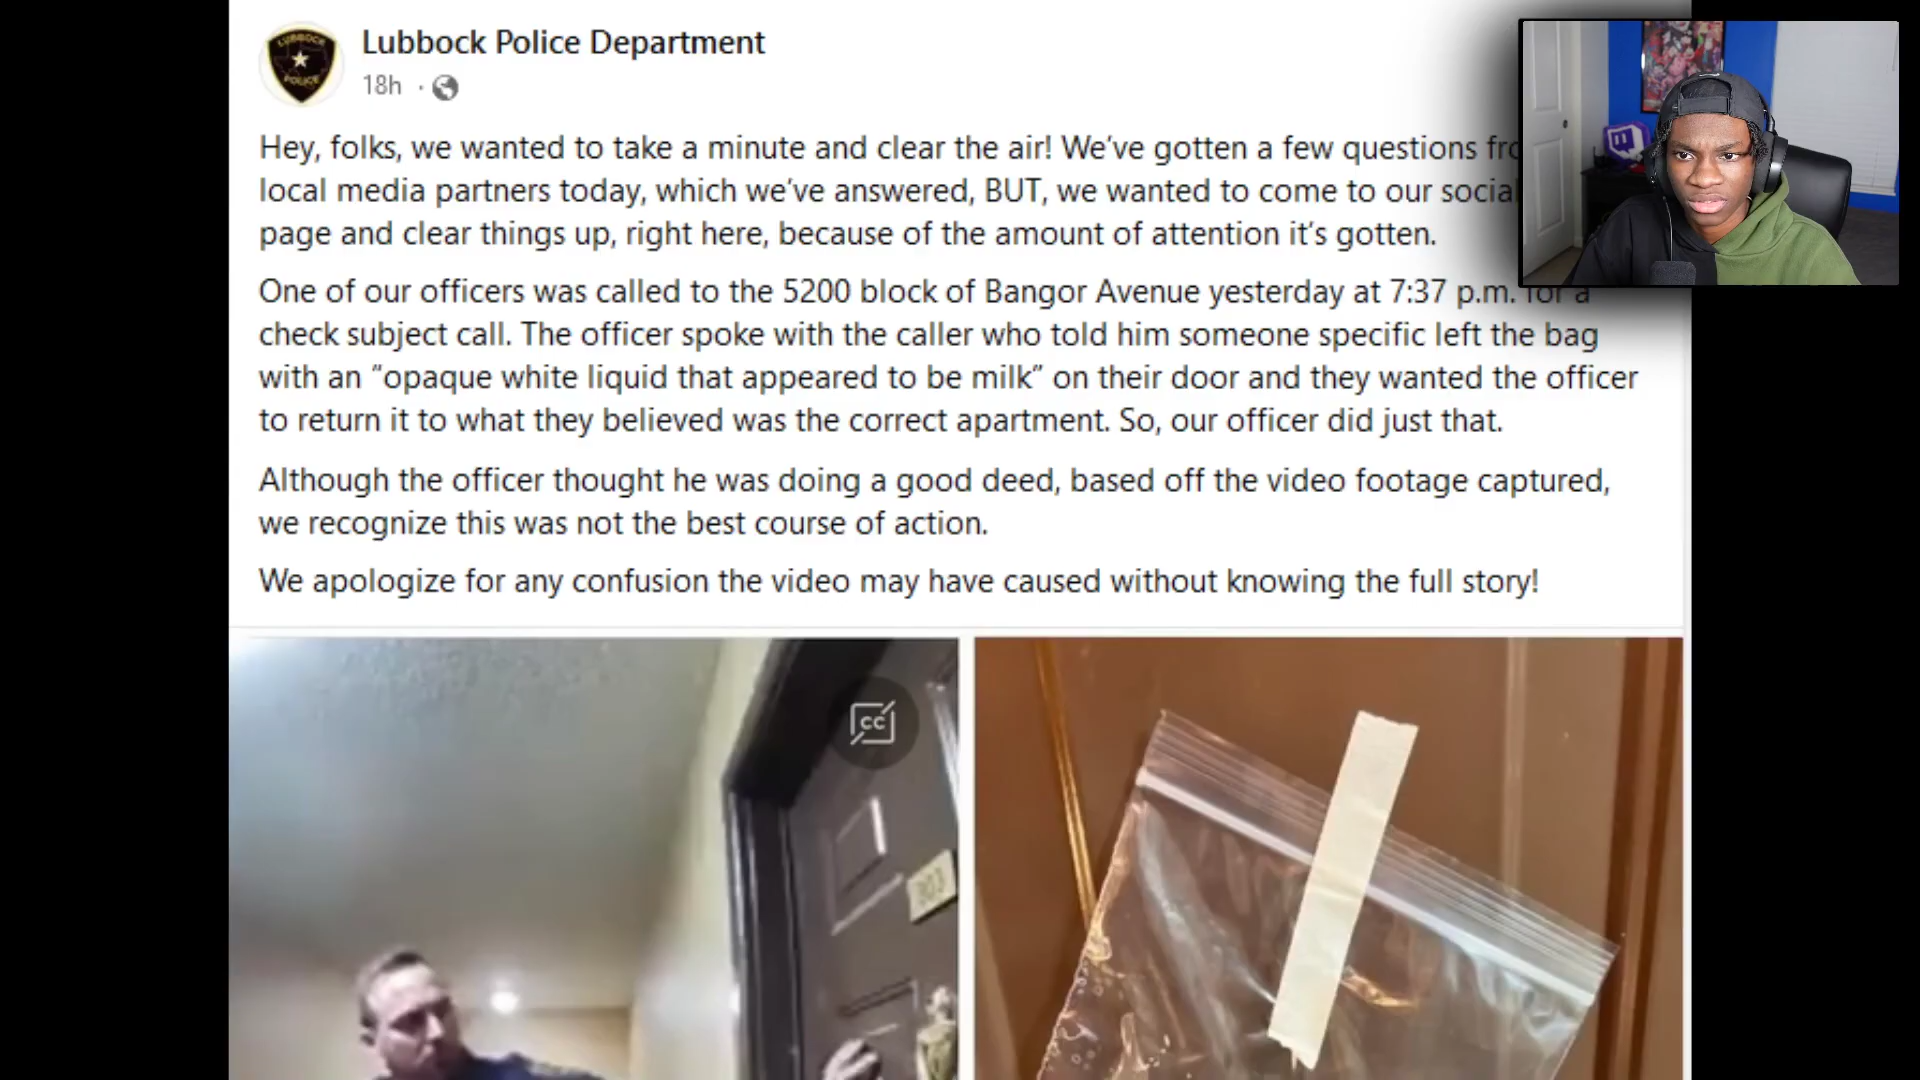 Lubbock Police Department
18h ·
LUBBOCK
POLICE
Hey, folks, we wanted to take a minute and clear the air! We’ve gotten a few questions
local media partners today, which we’ve answered, BUT, we wanted to come to our social
page and clear things up, right here, because of the amount of attention it’s gotten.
One of our officers was called to the 5200 block of Bangor Avenue yesterday at 7:37 p.m. for a
check subject call. The officer spoke with the caller who told him someone specific left the bag
with an “opaque white liquid that appeared to be milk” on their door and they wanted the officer
to return it to what they believed was the correct apartment. So, our officer did just that.
Although the officer thought he was doing a good deed, based off the video footage captured,
we recognize this was not the best course of action.
We apologize for any confusion the video may have caused without knowing the full story!
CC